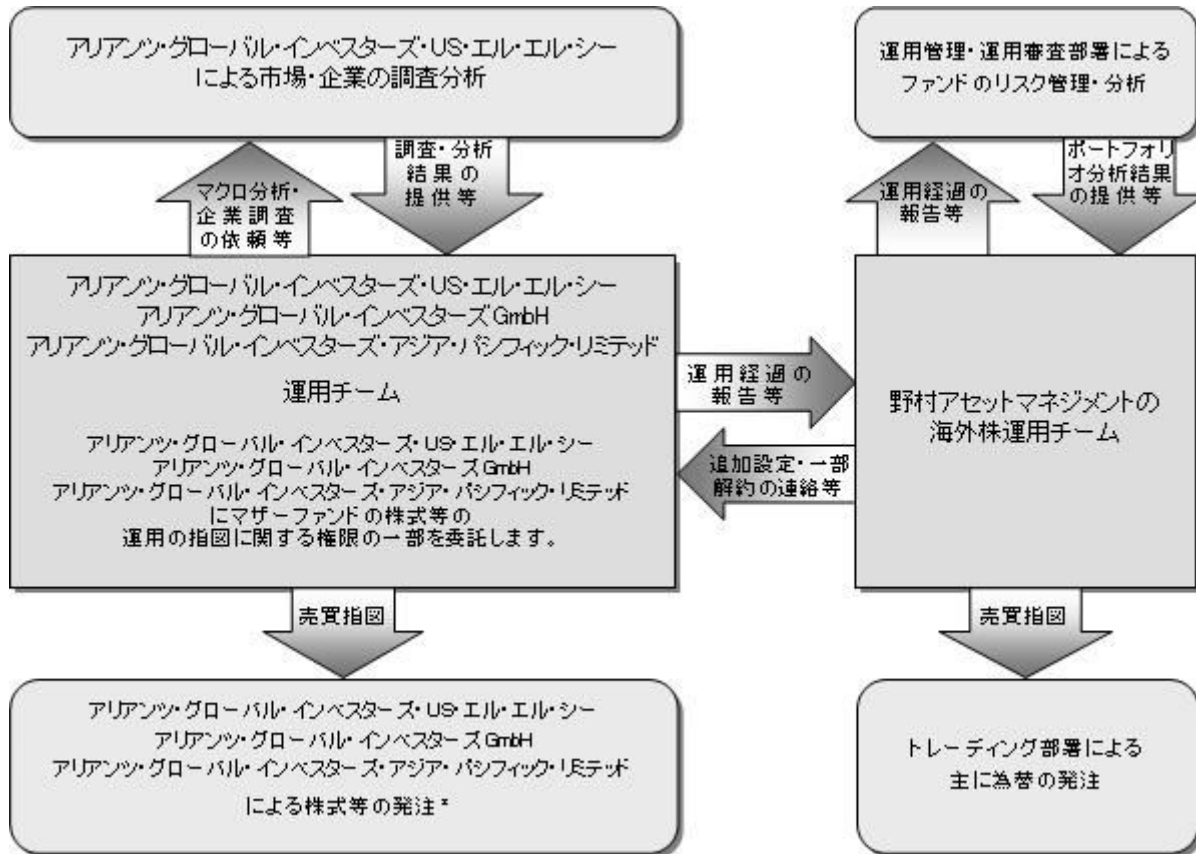 アリアンツ・グローバル・インベスターズ・US・エル・エル・シー
による市場・企業の調査分析
運用管理・運用審査部署による
ファンドのリスク管理・分析
マクロ分析・
企業調査
の依頼等
調査・分析
結果の
提供等
運用経過の
報告等
ポートフォリ
オ分析結果
の提供等
アリアンツ・グローバル・インベスターズ・US・エル・エル・シー
アリアンツ・グローバル・インベスターズ GmbH
アリアンツ・グローバル・インベスターズ・アジア・パシフィック・リミテッド
運用チーム
アリアンツ・グローバル・インベスターズ・US・エル・エル・シー
アリアンツ・グローバル・インベスターズ GmbH
アリアンツ・グローバル・インベスターズ・アジア・パシフィック・リミテッド
にマザーファンドの株式等の
運用の指図に関する権限の一部を委託します。
運用経過の
報告等
追加設定・一部
解約の連絡等
野村アセットマネジメントの
海外株運用チーム
売買指図
売買指図
アリアンツ・グローバル・インベスターズ・US・エル・エル・シー
アリアンツ・グローバル・インベスターズ GmbH
アリアンツ・グローバル・インベスターズ・アジア・パシフィック・リミテッド
による株式等の発注*
トレーディング部署による
主に為替の発注